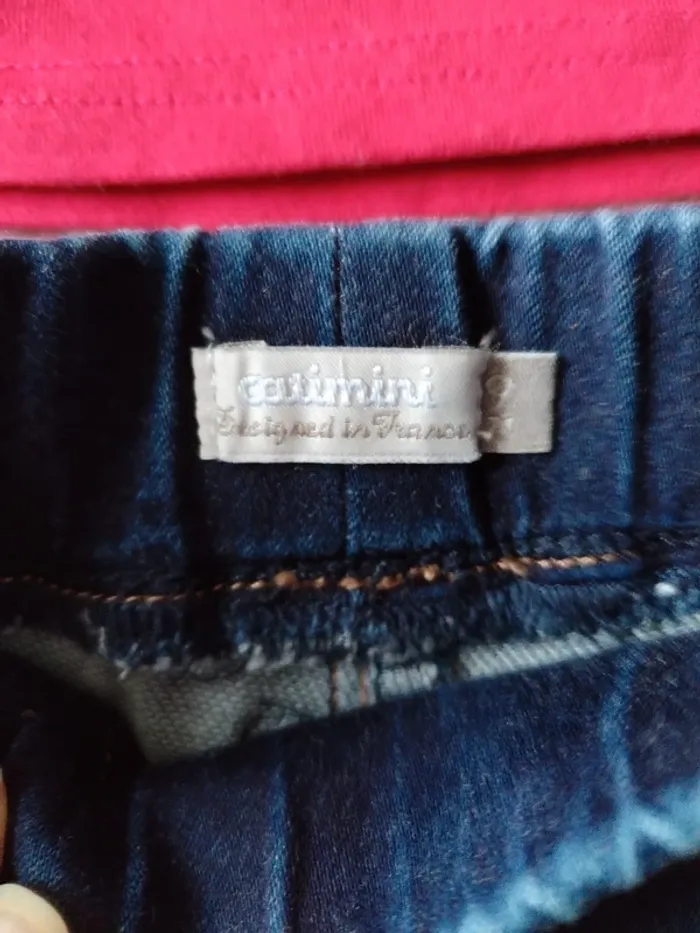 catimini
Designed in France